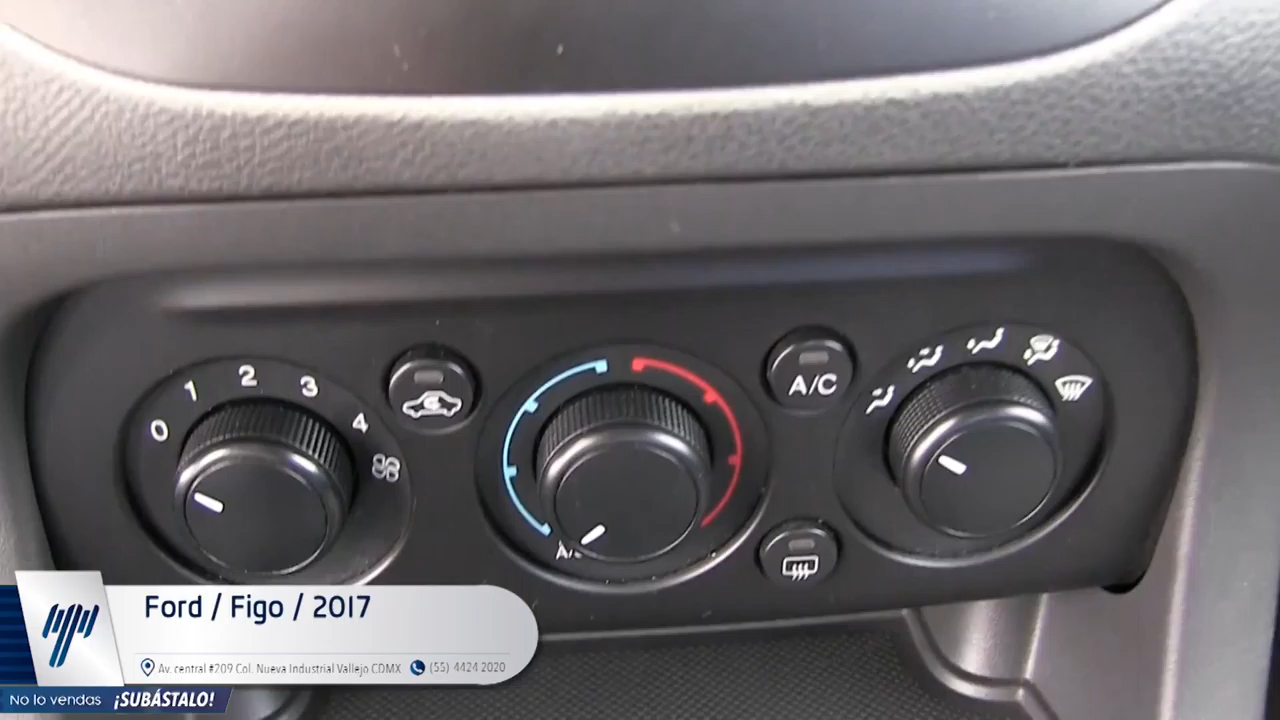 0 1 2 3 4
A/C
Ford / Figo / 2017
Av. central #209 Col. Nueva Industrial Vallejo CDMX (55) 4424 2020
No lo vendas ¡SUBÁSTALO!